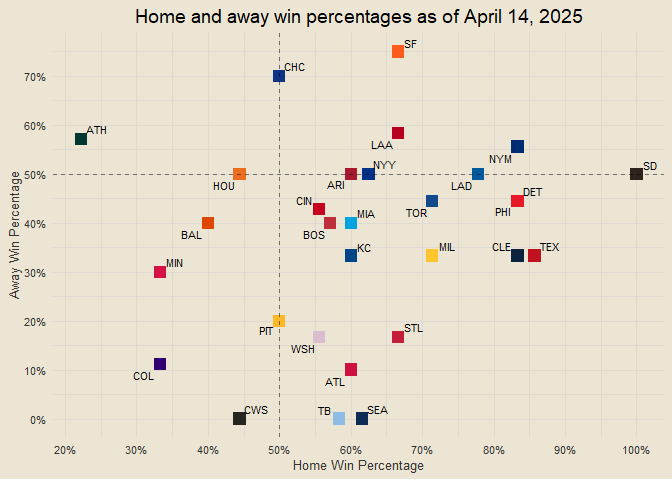 Home and away win percentages as of April 14, 2025
SF
CHC
70%
60%
ATH
LAA
NYM
NYY
SD
50%
HOU
ARI
LAD
DET
CIN
MIA
TOR
PHI
40%
BAL
BOS
KC
MIL
CLE
TEX
MIN
30%
20%
PIT
STL
WSH
COL
ATL
10%
CWS
TB
SEA
0%
Away Win Percentage
20%
30%
40%
50%
60%
70%
80%
90%
100%
Home Win Percentage